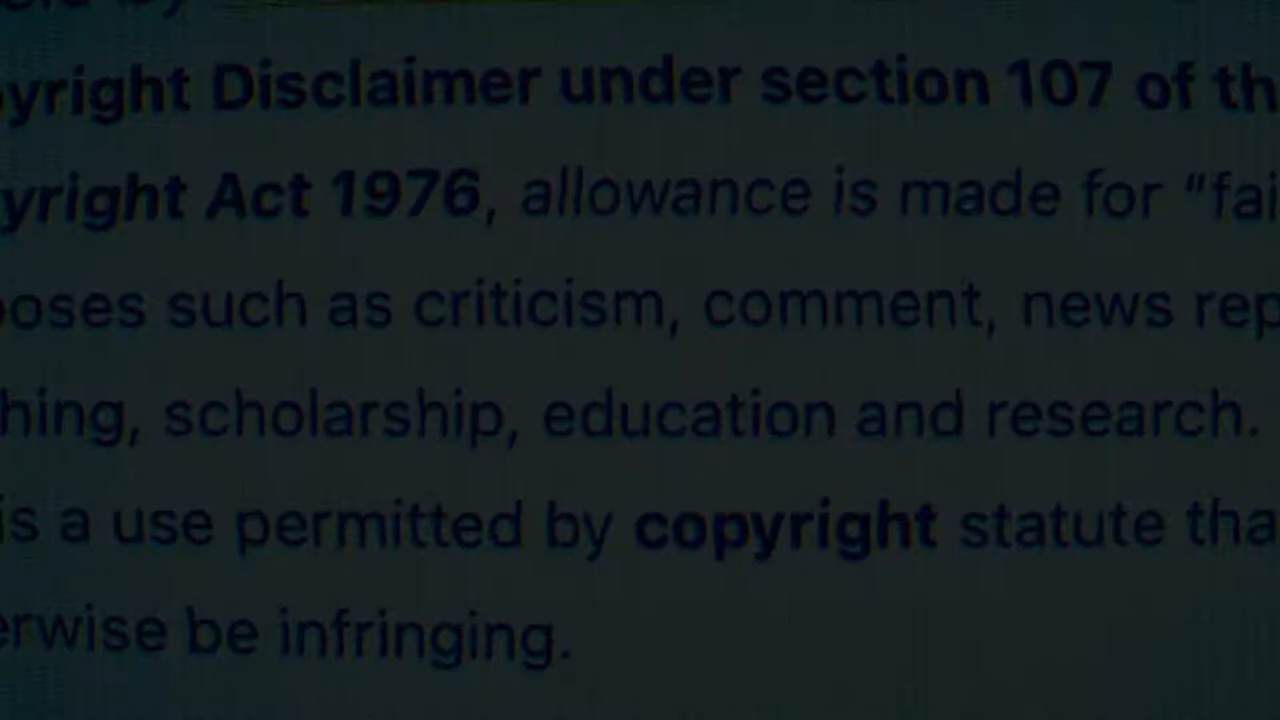 yright Disclaimer under section 107 of th
yright Act 1976, allowance is made for “fai
poses such as criticism, comment, news rep
hing, scholarship, education and research.
is a use permitted by copyright statute tha
erwise be infringing.